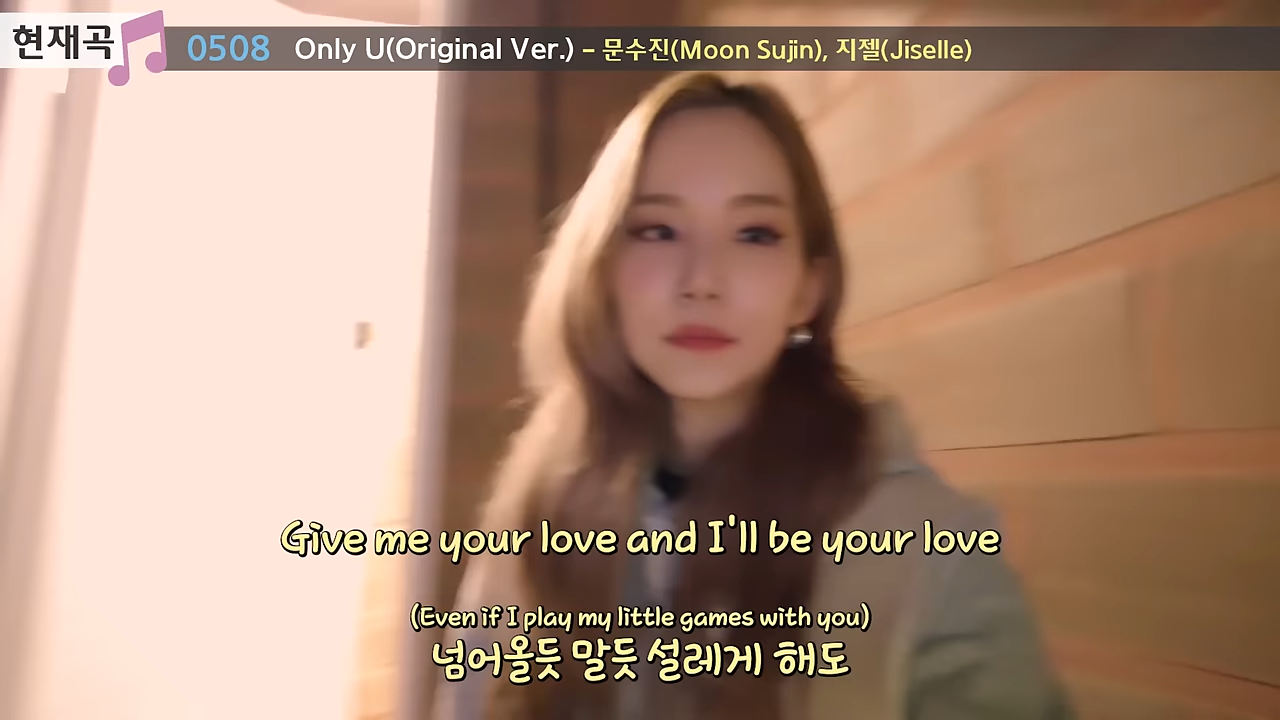 현재곡
0508 Only U(Original Ver.) - 문수진(Moon Sujin), 지젤(Jiselle)
Give me your love and I'll be your love
(Even if I play my little games with you)
넘어올듯 말듯 설레게 해도